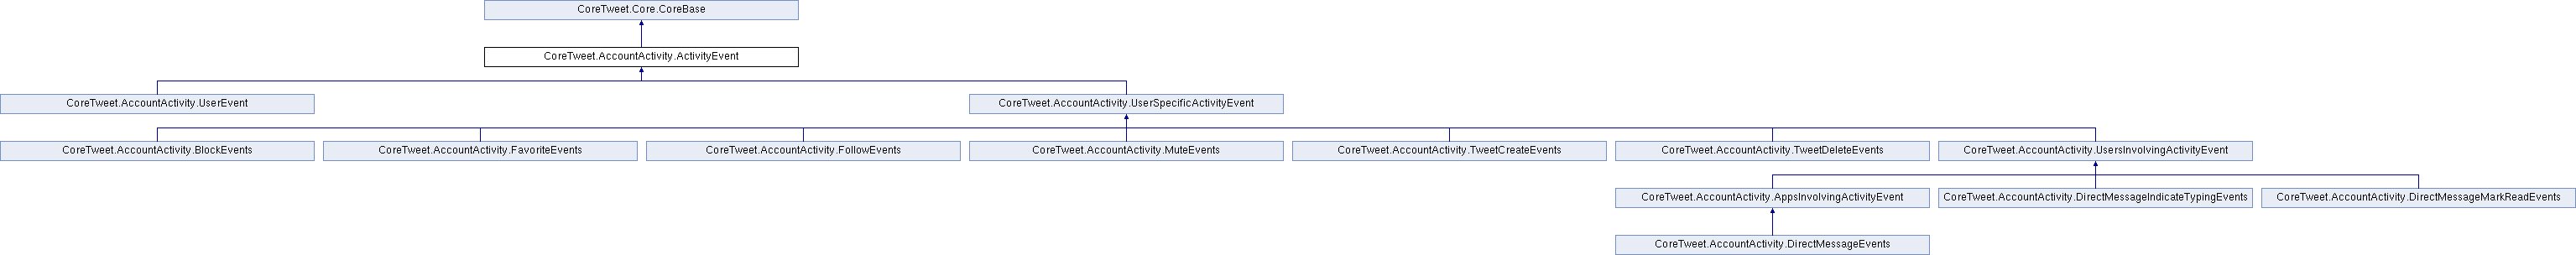 CoreTweet.Core.CoreBase
CoreTweet.AccountActivity.ActivityEvent
CoreTweet.AccountActivity.UserEvent
CoreTweet.AccountActivity.UserSpecificActivityEvent
CoreTweet.AccountActivity.BlockEvents
CoreTweet.AccountActivity.FavoriteEvents
CoreTweet.AccountActivity.FollowEvents
CoreTweet.AccountActivity.MuteEvents
CoreTweet.AccountActivity.TweetCreateEvents
CoreTweet.AccountActivity.TweetDeleteEvents
CoreTweet.AccountActivity.UsersInvolvingActivityEvent
CoreTweet.AccountActivity.AppsInvolvingActivityEvent
CoreTweet.AccountActivity.DirectMessageIndicateTypingEvents
CoreTweet.AccountActivity.DirectMessageMarkReadEvents
CoreTweet.AccountActivity.DirectMessageEvents